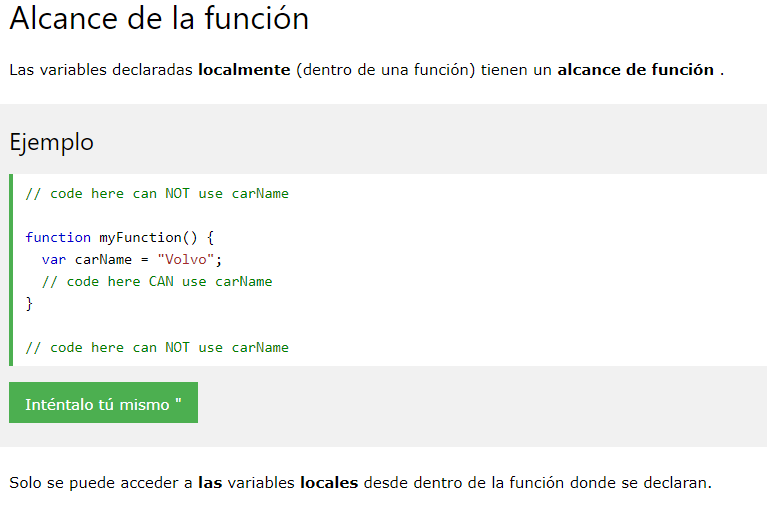 Alcance de la función
Las variables declaradas localmente (dentro de una función) tienen un alcance de función .
Ejemplo
// code here can NOT use carName
function myFunction() {
  var carName = "Volvo";
  // code here CAN use carName
}
// code here can NOT use carName
Inténtalo tú mismo "
Solo se puede acceder a las variables locales desde dentro de la función donde se declaran.